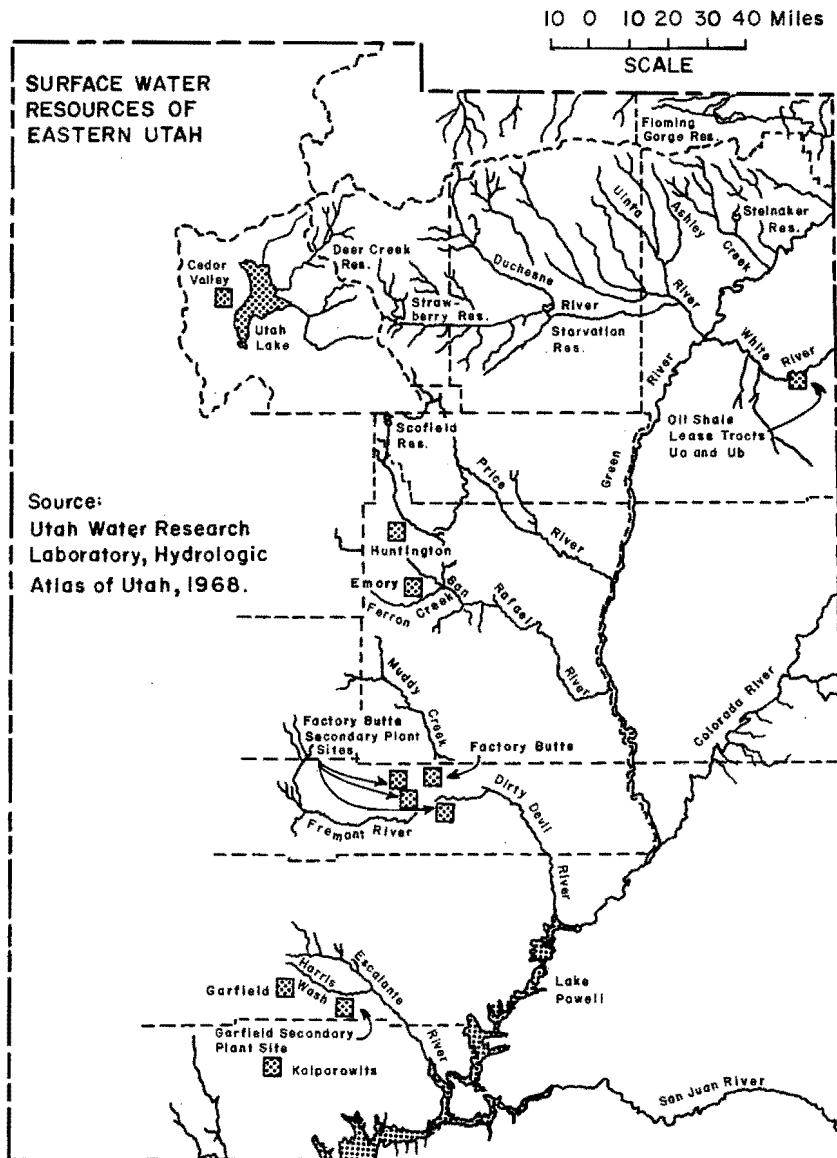 10 0 10 20 30 40 Miles
SCALE
SURFACE WATER
RESOURCES OF
EASTERN UTAH
Floming
Gorge Res.
Uinta
Ashley
Creek
Steinaker
Res.
Deer Creek
Res.
Cedor
Valley
Duchesne
River
River
Straw-
berry Res.
Utah
Lake
Starvation
Res.
White
River
River
Green
Oil Shale
Lease Tracts
Ua and Ub
Scofield
Res.
Price
River
Source:
Utah Water Research
Laboratory, Hydrologic
Atlas of Utah, 1968.
Huntington
Emory
Ferron Creek
San
Rafael
River
Muddy
Creek
Colorada River
Factory Butte
Secondary Plant
Sites
Factory Butte
Dirty Devil
River
Fremant River
Escalante
River
Harris
Wash
Garfield
Lake
Powell
Garfield Secondary
Plant Site
Kaiparowits
San Juan River